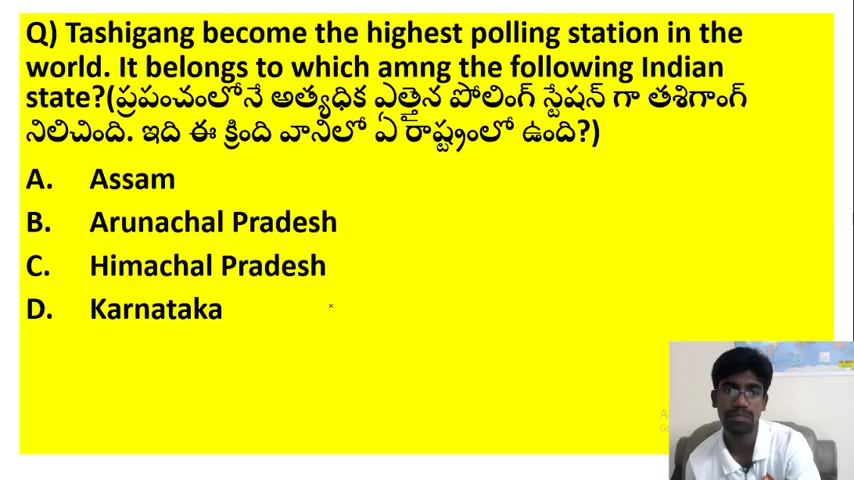 Q) Tashigang become the highest polling station in the
world. It belongs to which amng the following Indian
state?(ప్రపంచంలోనే అత్యధిక ఎత్తైన పోలింగ్ స్టేషన్ గా తశిగాంగ్
నిలిచింది. ఇది ఈ క్రింది వానిలో ఏ రాష్ట్రంలో ఉంది?)
A. Assam
B. Arunachal Pradesh
C. Himachal Pradesh
D. Karnataka